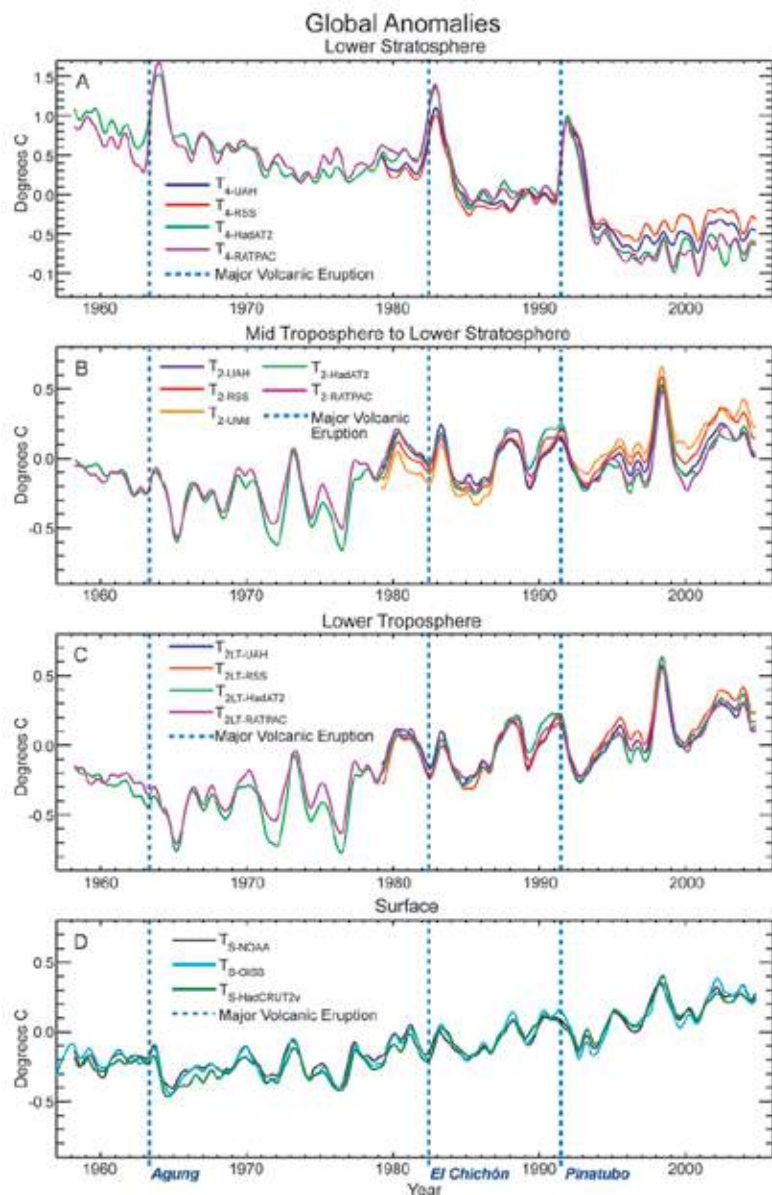 Global Anomalies
Lower Stratosphere
A
Degrees C
1.5
1.0
0.5
0.0
-0.5
-0.1
T4-UAH
T4-RSS
T4-HadAT2
T4-RATPAC
Major Volcanic Eruption
1960 1970 1980 1990 2000
Mid Troposphere to Lower Stratosphere
B
Degrees C
0.5
0.0
-0.5
T2-UAH
T2-RSS
T2-UMd
T2-HadAT2
T2-RATPAC
Major Volcanic
Eruption
1960 1970 1980 1990 2000
Lower Troposphere
C
Degrees C
0.5
0.0
-0.5
T2LT-UAH
T2LT-RSS
T2LT-HadAT2
T2LT-RATPAC
Major Volcanic Eruption
1960 1970 1980 1990 2000
Surface
D
Degrees C
0.5
0.0
-0.5
TS-NOAA
TS-GISS
TS-HadCRUT2v
Major Volcanic Eruption
1960 1970 1980 1990 2000
Agung El Chichón Pinatubo
Year